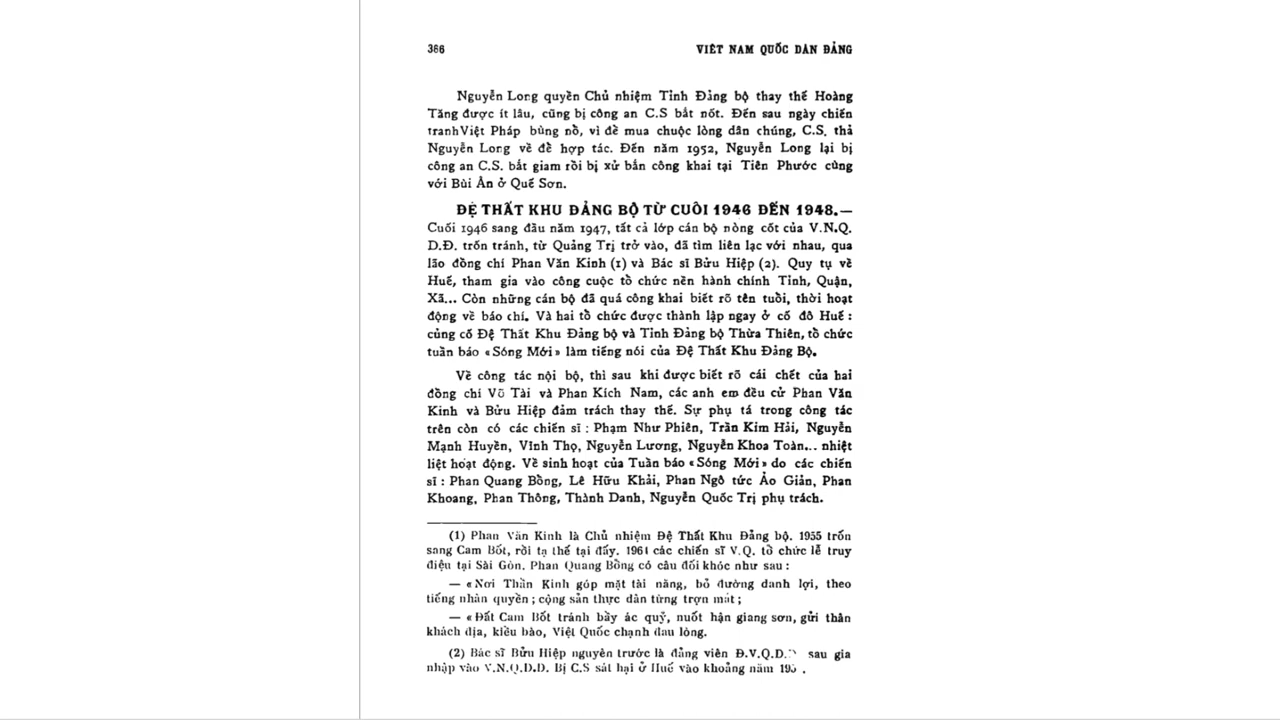 386
VIỆT NAM QUỐC DÂN ĐẢNG
Nguyễn Long quyền Chủ nhiệm Tỉnh Đảng bộ thay thế Hoàng
Tăng được ít lâu, cũng bị công an C.S bắt nốt. Đến sau ngày chiến
tranhViệt Pháp bùng nổ, vì để mua chuộc lòng dân chúng, C.S. thả
Nguyễn Long về để hợp tác. Đến năm 1952, Nguyễn Long lại bị
công an C.S. bắt giam rồi bị xử bắn công khai tại Tiên Phước cùng
với Bùi Ân ở Quế Sơn.
ĐỆ THẤT KHU ĐẢNG BỘ TỪ CUỐI 1946 ĐẾN 1948.—
Cuối 1946 sang đầu năm 1947, tất cả lớp cán bộ nòng cốt của V.N.Q.
D.Đ. trốn tránh, từ Quảng Trị trở vào, đã tìm liên lạc với nhau, qua
lão đồng chí Phan Văn Kinh (1) và Bác sĩ Bửu Hiệp (2). Quy tụ về
Huế, tham gia vào công cuộc tổ chức nền hành chính Tỉnh, Quận,
Xã... Còn những cán bộ đã quá công khai biết rõ tên tuổi, thời hoạt
động về báo chí. Và hai tổ chức được thành lập ngay ở cố đô Huế :
củng cố Đệ Thất Khu Đảng bộ và Tỉnh Đảng bộ Thừa Thiên, tổ chức
tuần báo «Sóng Mới» làm tiếng nói của Đệ Thất Khu Đảng Bộ.
Về công tác nội bộ, thì sau khi được biết rõ cái chết của hai
đồng chí Võ Tài và Phan Kích Nam, các anh em đều cử Phan Văn
Kinh và Bửu Hiệp đảm trách thay thế. Sự phụ tá trong công tác
trên còn có các chiến sĩ : Phạm Như Phiên, Trần Kim Hải, Nguyễn
Mạnh Huyền, Vĩnh Thọ, Nguyễn Lương, Nguyễn Khoa Toàn... nhiệt
liệt hoạt động. Về sinh hoạt của Tuần báo «Sóng Mới» do các chiến
sĩ : Phan Quang Bồng, Lê Hữu Khải, Phan Ngô tức Ảo Giản, Phan
Khoang, Phan Thông, Thành Danh, Nguyễn Quốc Trị phụ trách.
(1) Phan Văn Kinh là Chủ nhiệm Đệ Thất Khu Đảng bộ. 1955 trốn
sang Cam Bốt, rồi tạ thế tại đấy. 1961 các chiến sĩ V.Q. tổ chức lễ truy
điệu tại Sài Gòn. Phan Quang Bồng có câu đối khóc như sau :
— «Nơi Thần Kinh góp mặt tài năng, bỏ đường danh lợi, theo
tiếng nhân quyền ; cộng sản thực dân từng trợn mắt ;
— «Đất Cam Bốt tránh bầy ác quỷ, nuốt hận giang sơn, gửi thân
khách địa, kiều bào, Việt Quốc chạnh đau lòng.
(2) Bác sĩ Bửu Hiệp nguyên trước là đảng viên Đ.V.Q.D. sau gia
nhập vào V.N.Q.D.D. Bị C.S sát hại ở Huế vào khoảng năm